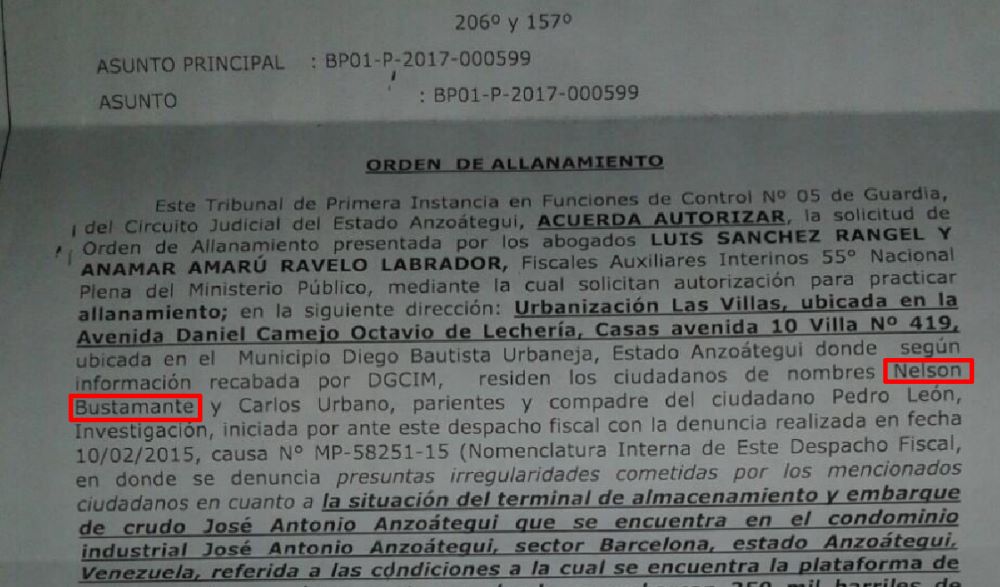 206º y 157º
ASUNTO PRINCIPAL : BP01-P-2017-000599
ASUNTO : BP01-P-2017-000599
ORDEN DE ALLANAMIENTO
Este Tribunal de Primera Instancia en Funciones de Control Nº 05 de Guardia,
del Circuito Judicial del Estado Anzoátegui, ACUERDA AUTORIZAR, la solicitud de
Orden de Allanamiento presentada por los abogados LUIS SANCHEZ RANGEL Y
ANAMAR AMARÚ RAVELO LABRADOR, Fiscales Auxiliares Interinos 55º Nacional
Plena del Ministerio Público, mediante la cual solicitan autorización para practicar
allanamiento; en la siguiente dirección: Urbanización Las Villas, ubicada en la
Avenida Daniel Camejo Octavio de Lechería, Casas avenida 10 Villa Nº 419,
ubicada en el Municipio Diego Bautista Urbaneja, Estado Anzoátegui donde según
información recabada por DGCIM, residen los ciudadanos de nombres Nelson
Bustamante y Carlos Urbano, parientes y compadre del ciudadano Pedro León,
Investigación, iniciada por ante este despacho fiscal con la denuncia realizada en fecha
10/02/2015, causa Nº MP-58251-15 (Nomenclatura Interna de Este Despacho Fiscal,
en donde se denuncia presuntas irregularidades cometidas por los mencionados
ciudadanos en cuanto a la situación del terminal de almacenamiento y embarque
de crudo José Antonio Anzoátegui que se encuentra en el condominio
industrial José Antonio Anzoátegui, sector Barcelona, estado Anzoátegui,
Venezuela, referida a las condiciones a la cual se encuentra la plataforma de
250 mil barriles de